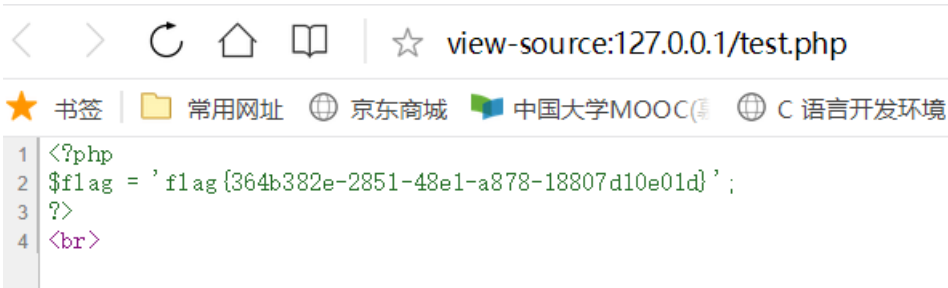 view-source:127.0.0.1/test.php
书签 常用网址 京东商城 中国大学MOOC( C 语言开发环境
1 <?php
2 $flag = 'flag{364b382e-2851-48e1-a878-18807d10e01d}';
3 ?>
4 <br>